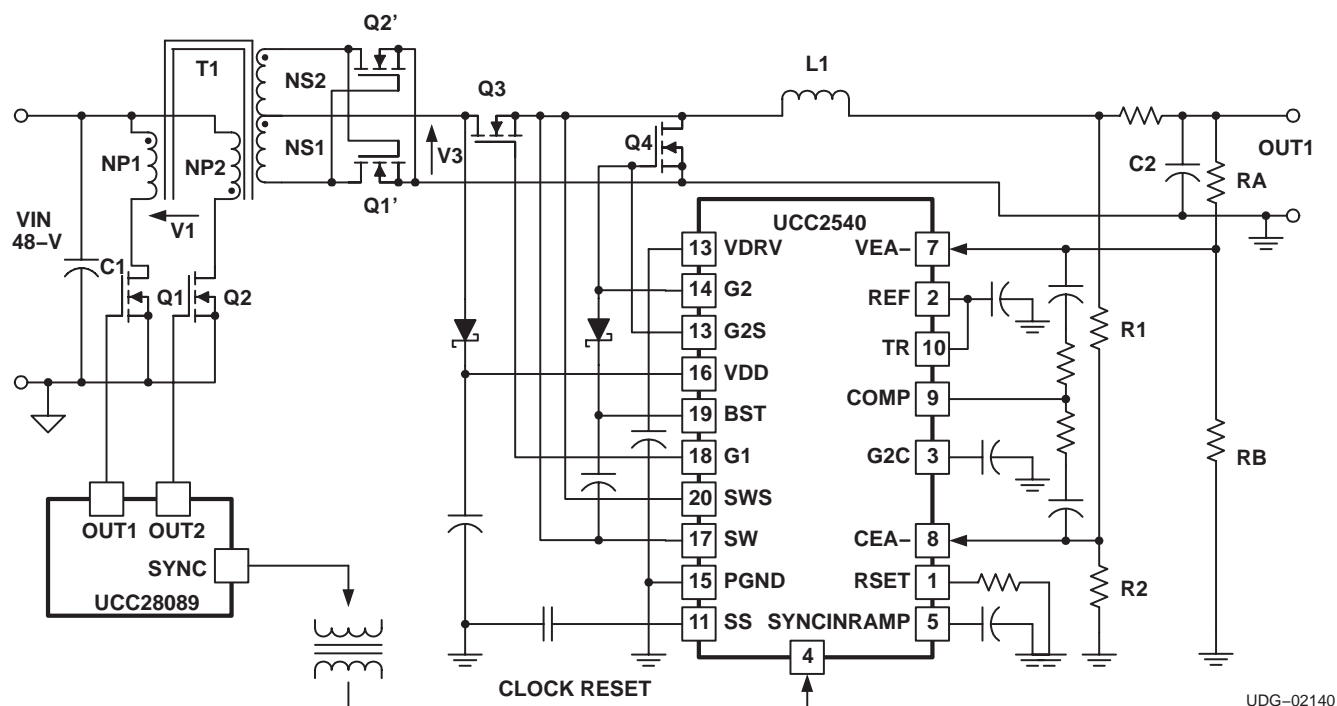 Q2'
T1
NS2
Q3
L1
NP1
NP2
NS1
V3
Q4
C2
OUT1
RA
Q1'
VIN
48–V
V1
C1
Q1
Q2
UCC2540
13 VDRV
VEA– 7
14 G2
REF 2
13 G2S
R1
TR 10
16 VDD
COMP 9
19 BST
18 G1
G2C 3
RB
20 SWS
OUT1
OUT2
17 SW
CEA– 8
SYNC
15 PGND
RSET 1
R2
UCC28089
11 SS
SYNCINRAMP 5
4
CLOCK RESET
UDG–02140